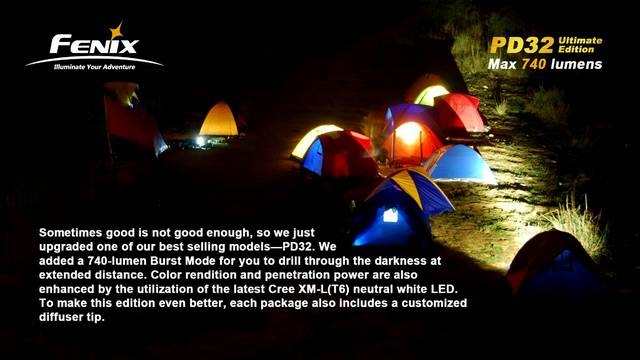 FENIX
Illuminate Your Adventure
PD32 Ultimate Edition
Max 740 lumens
Sometimes good is not good enough, so we just
upgraded one of our best selling models—PD32. We
added a 740-lumen Burst Mode for you to drill through the darkness at
extended distance. Color rendition and penetration power are also
enhanced by the utilization of the latest Cree XM-L(T6) neutral white LED.
To make this edition even better, each package also includes a customized
diffuser tip.